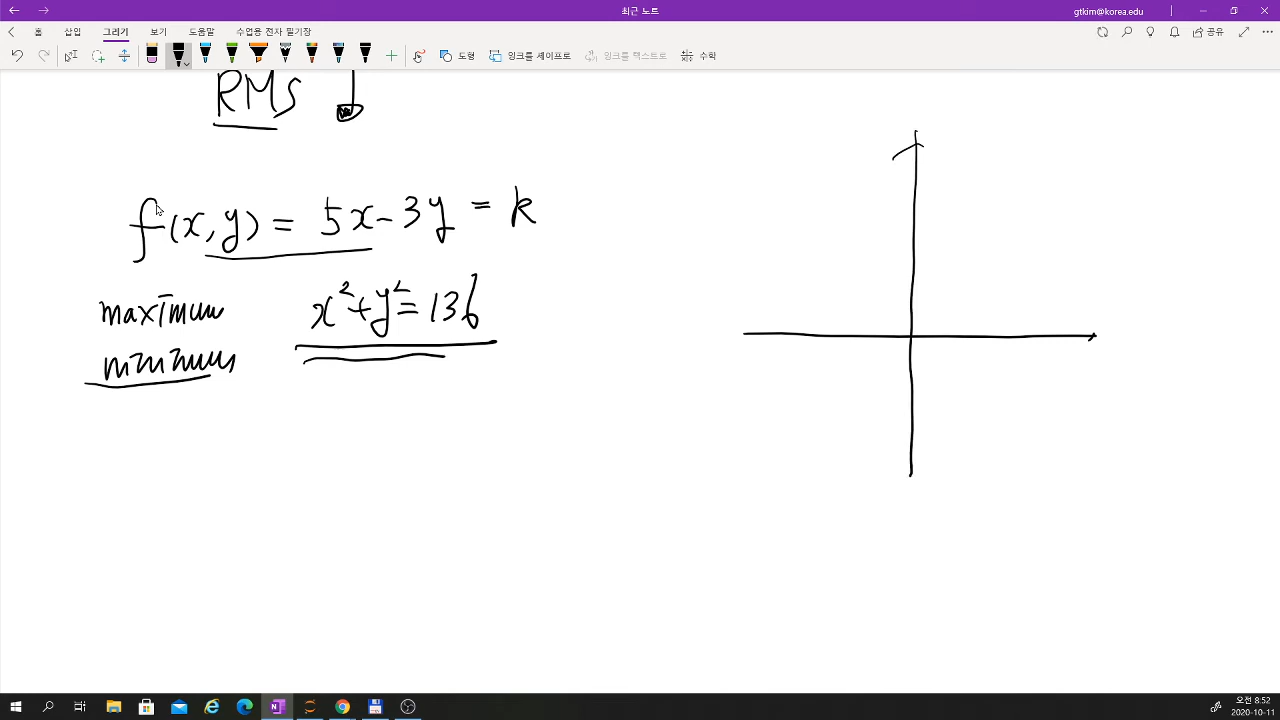 최근 노트
gtkim@korea.edu
홈 삽입 그리기 보기 도움말 수업용 전자 필기장
공유
도형 잉크를 셰이프로 잉크를 텍스트로 수학
RMS
f(x,y) = 5x-3y = k
maximum
x²+y²=136
minimum
오전 8:52
2020-10-11